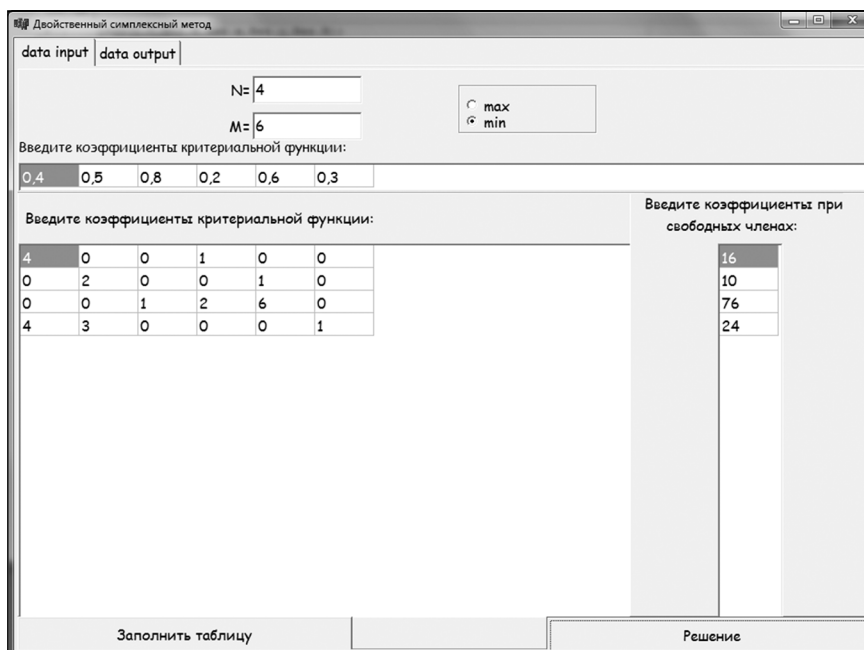 Двойственный симплексный метод
data input data output
N= 4
M= 6
max
min
Введите коэффициенты критериальной функции:
0,4 0,5 0,8 0,2 0,6 0,3
Введите коэффициенты критериальной функции:
Введите коэффициенты при
свободных членах:
4 0 0 1 0 0
0 2 0 0 1 0
0 0 1 2 6 0
4 3 0 0 0 1
16
10
76
24
Заполнить таблицу
Решение